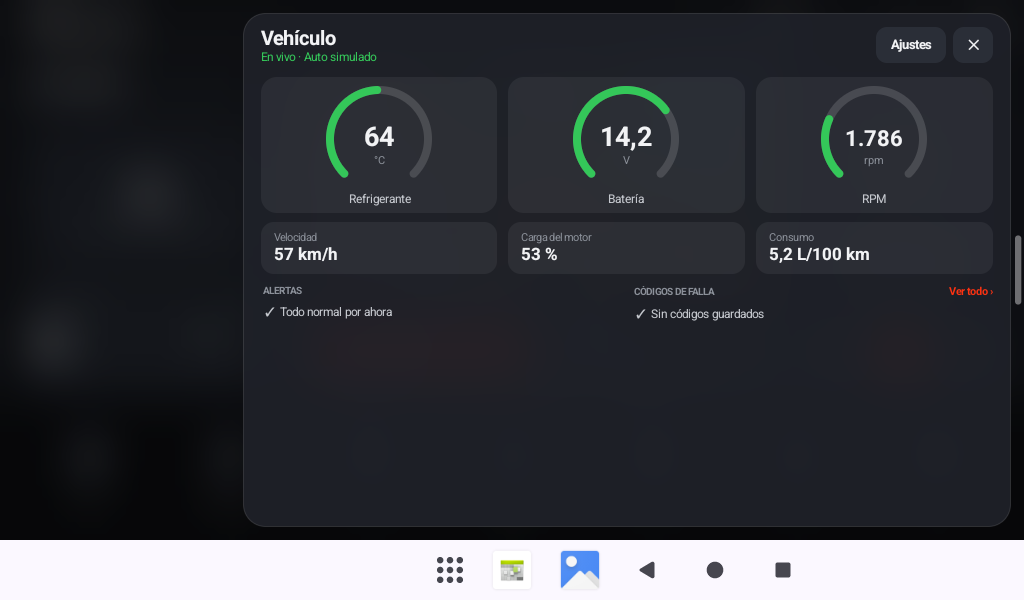 Vehículo
En vivo · Auto simulado
Ajustes
64
°C
Refrigerante
14,2
V
Batería
1.786
rpm
RPM
Velocidad
57 km/h
Carga del motor
53 %
Consumo
5,2 L/100 km
ALERTAS
✓ Todo normal por ahora
CÓDIGOS DE FALLA
Ver todo ›
✓ Sin códigos guardados